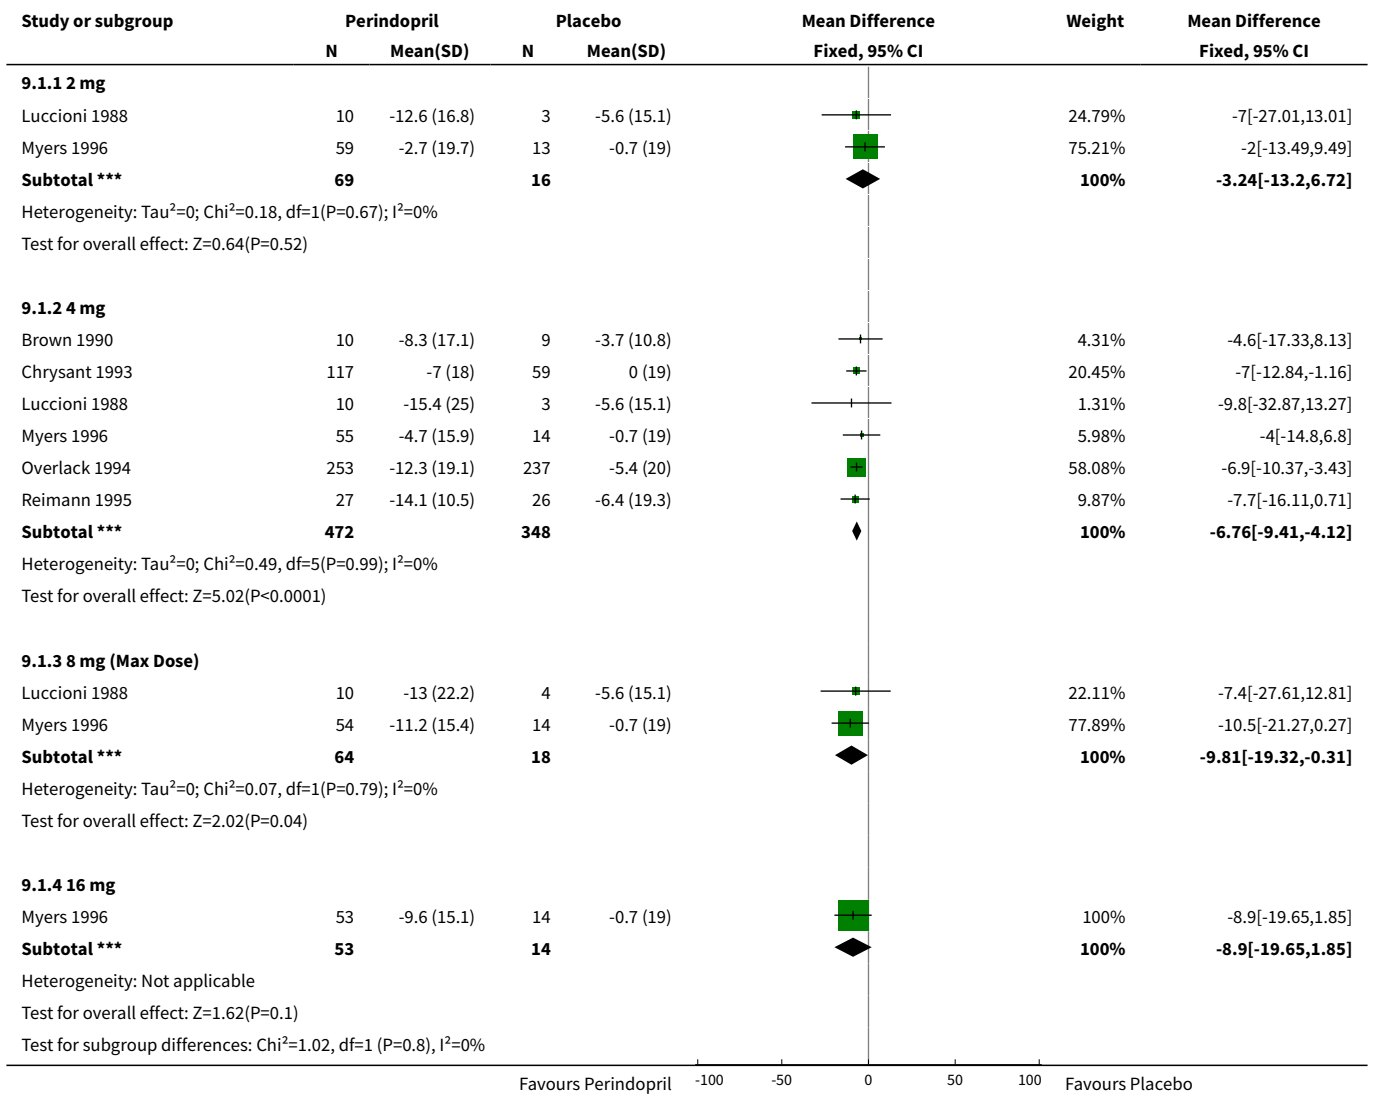 Study or subgroup Perindopril Placebo Mean Difference Weight Mean Difference
N Mean(SD) N Mean(SD) Fixed, 95% CI Fixed, 95% CI
9.1.1 2 mg
Luccioni 1988 10 -12.6 (16.8) 3 -5.6 (15.1) 24.79% -7[-27.01,13.01]
Myers 1996 59 -2.7 (19.7) 13 -0.7 (19) 75.21% -2[-13.49,9.49]
Subtotal *** 69 16 100% -3.24[-13.2,6.72]
Heterogeneity: Tau²=0; Chi²=0.18, df=1(P=0.67); I²=0%
Test for overall effect: Z=0.64(P=0.52)
9.1.2 4 mg
Brown 1990 10 -8.3 (17.1) 9 -3.7 (10.8) 4.31% -4.6[-17.33,8.13]
Chrysant 1993 117 -7 (18) 59 0 (19) 20.45% -7[-12.84,-1.16]
Luccioni 1988 10 -15.4 (25) 3 -5.6 (15.1) 1.31% -9.8[-32.87,13.27]
Myers 1996 55 -4.7 (15.9) 14 -0.7 (19) 5.98% -4[-14.8,6.8]
Overlack 1994 253 -12.3 (19.1) 237 -5.4 (20) 58.08% -6.9[-10.37,-3.43]
Reimann 1995 27 -14.1 (10.5) 26 -6.4 (19.3) 9.87% -7.7[-16.11,0.71]
Subtotal *** 472 348 100% -6.76[-9.41,-4.12]
Heterogeneity: Tau²=0; Chi²=0.49, df=5(P=0.99); I²=0%
Test for overall effect: Z=5.02(P<0.0001)
9.1.3 8 mg (Max Dose)
Luccioni 1988 10 -13 (22.2) 4 -5.6 (15.1) 22.11% -7.4[-27.61,12.81]
Myers 1996 54 -11.2 (15.4) 14 -0.7 (19) 77.89% -10.5[-21.27,0.27]
Subtotal *** 64 18 100% -9.81[-19.32,-0.31]
Heterogeneity: Tau²=0; Chi²=0.07, df=1(P=0.79); I²=0%
Test for overall effect: Z=2.02(P=0.04)
9.1.4 16 mg
Myers 1996 53 -9.6 (15.1) 14 -0.7 (19) 100% -8.9[-19.65,1.85]
Subtotal *** 53 14 100% -8.9[-19.65,1.85]
Heterogeneity: Not applicable
Test for overall effect: Z=1.62(P=0.1)
Test for subgroup differences: Chi²=1.02, df=1 (P=0.8), I²=0%
Favours Perindopril -100 -50 0 50 100 Favours Placebo